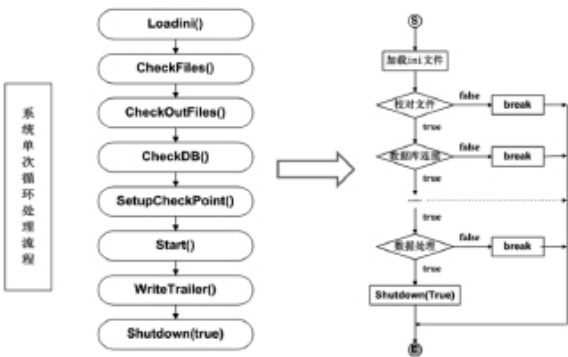 系统单次循环处理流程
Loadini()
CheckFiles()
CheckOutFiles()
CheckDB()
SetupCheckPoint()
Start()
WriteTrailer()
Shutdown(true)
S
加载ini文件
校对文件
false
break
true
数据库连接
false
break
true
true
数据处理
false
break
true
Shutdown(True)
E